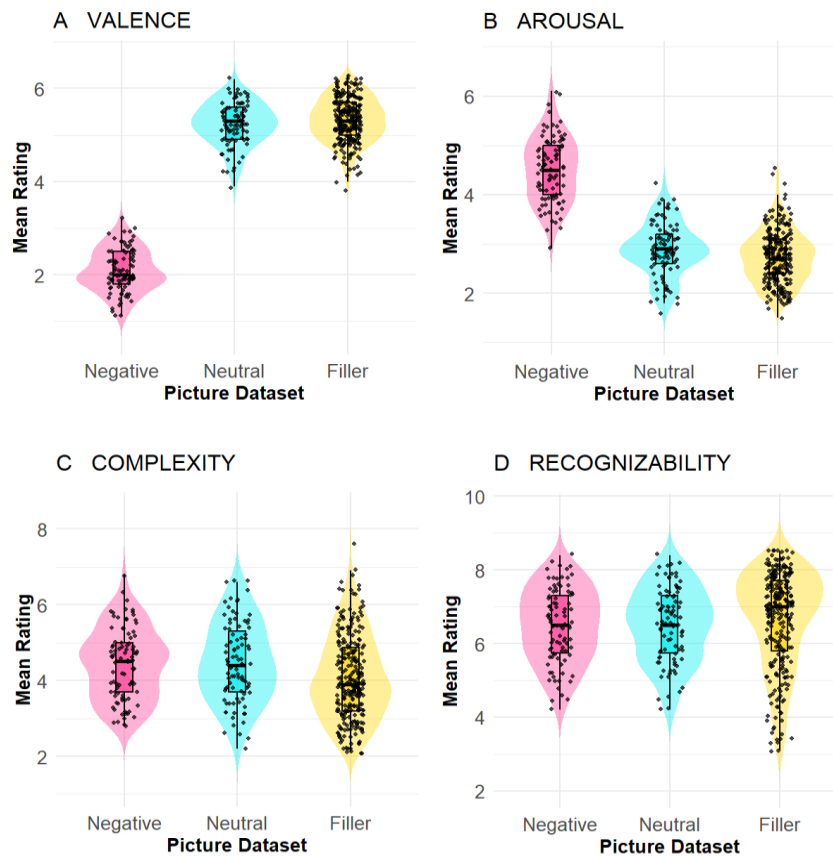 A VALENCE
Mean Rating
6
4
2
Negative Neutral Filler
Picture Dataset
B AROUSAL
Mean Rating
6
4
2
Negative Neutral Filler
Picture Dataset
C COMPLEXITY
Mean Rating
8
6
4
2
Negative Neutral Filler
Picture Dataset
D RECOGNIZABILITY
Mean Rating
10
8
6
4
2
Negative Neutral Filler
Picture Dataset